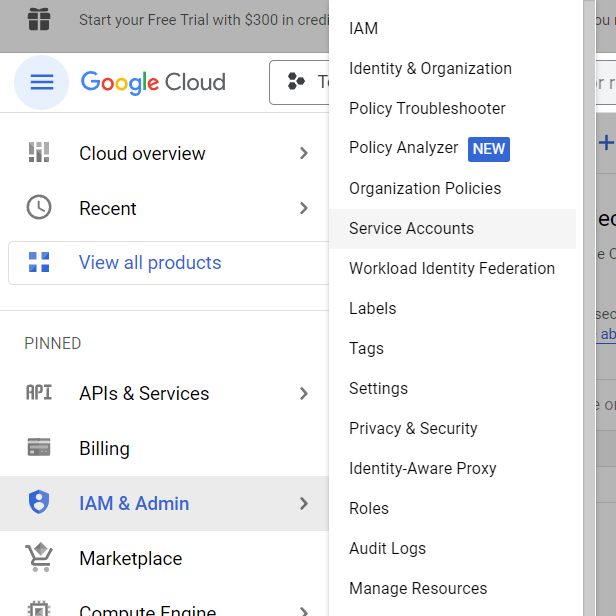 Start your Free Trial with $300 in credi
Google Cloud
Cloud overview
Recent
View all products
PINNED
APIs & Services
Billing
IAM & Admin
Marketplace
Compute Engine
IAM
Identity & Organization
Policy Troubleshooter
Policy Analyzer NEW
Organization Policies
Service Accounts
Workload Identity Federation
Labels
Tags
Settings
Privacy & Security
Identity-Aware Proxy
Roles
Audit Logs
Manage Resources